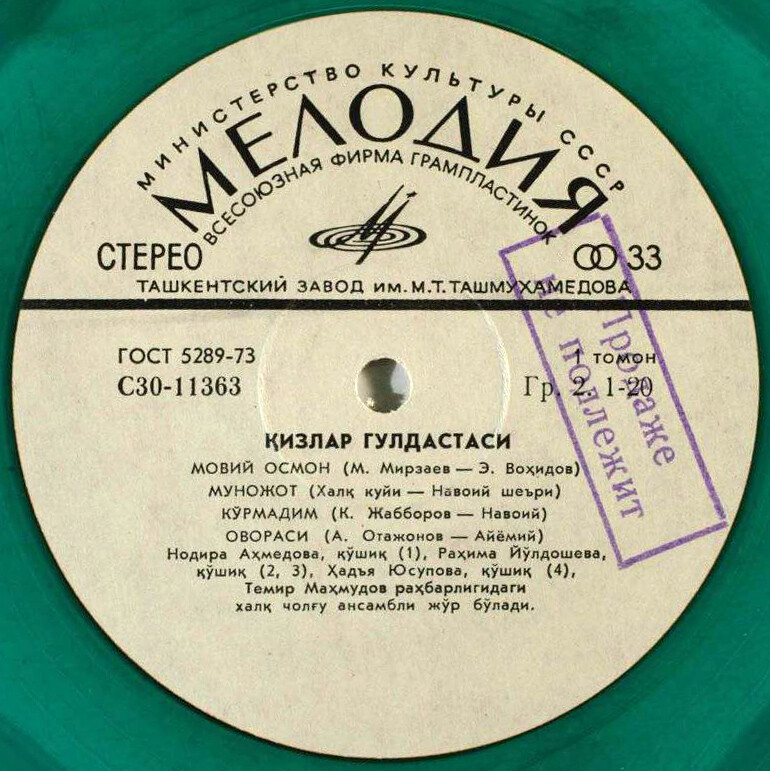 МИНИСТЕРСТВО КУЛЬТУРЫ СССР
МЕЛОДИЯ
ВСЕСОЮЗНАЯ ФИРМА ГРАМПЛАСТИНОК
СТЕРЕО 33
ТАШКЕНТСКИЙ ЗАВОД ИМ. М.Т. ТАШМУХАМЕДОВА
ГОСТ 5289-73 1 томон
С30-11363 Гр. 2. 1-20
Продаже
не подлежит
ҚИЗЛАР ГУЛДАСТАСИ
МОВИЙ ОСМОН (М. Мирзаев — Э. Воҳидов)
МУНОЖОТ (Халқ куйи — Навоий шеъри)
КЎРМАДИМ (К. Жабборов — Навоий)
ОВОРАСИ (А. Отажонов — Айёмий)
Нодира Аҳмедова, қўшиқ (1), Раҳима Йўлдошева,
қўшиқ (2, 3), Ҳадъя Юсупова, қўшиқ (4),
Темир Маҳмудов раҳбарлигидаги
халқ чолғу ансамбли жўр бўлади.